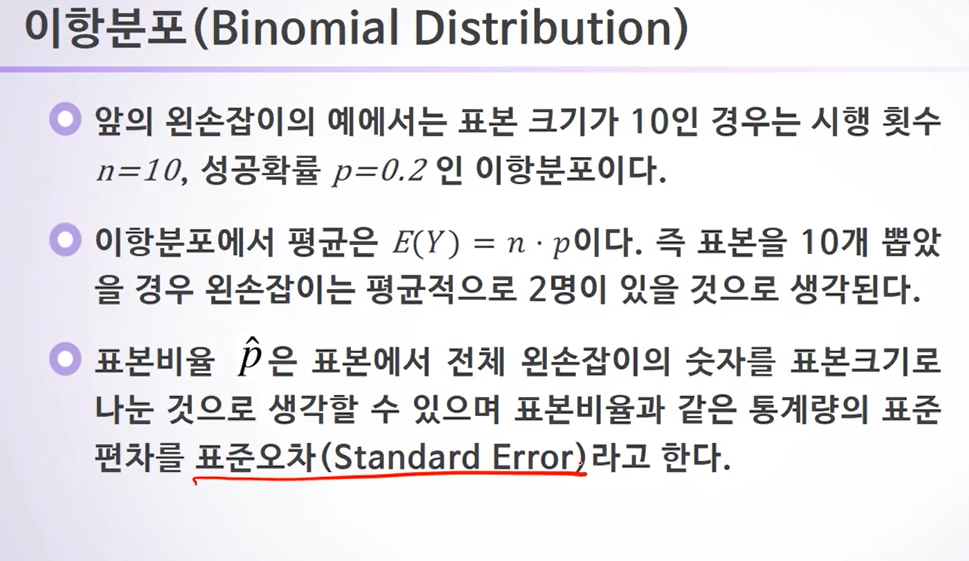 이항분포(Binomial Distribution)
앞의 왼손잡이의 예에서는 표본 크기가 10인 경우는 시행 횟수
n=10, 성공확률 p=0.2 인 이항분포이다.
이항분포에서 평균은 E(Y) = n · p이다. 즉 표본을 10개 뽑았
을 경우 왼손잡이는 평균적으로 2명이 있을 것으로 생각된다.
표본비율 p̂은 표본에서 전체 왼손잡이의 숫자를 표본크기로
나눈 것으로 생각할 수 있으며 표본비율과 같은 통계량의 표준
편차를 표준오차(Standard Error)라고 한다.